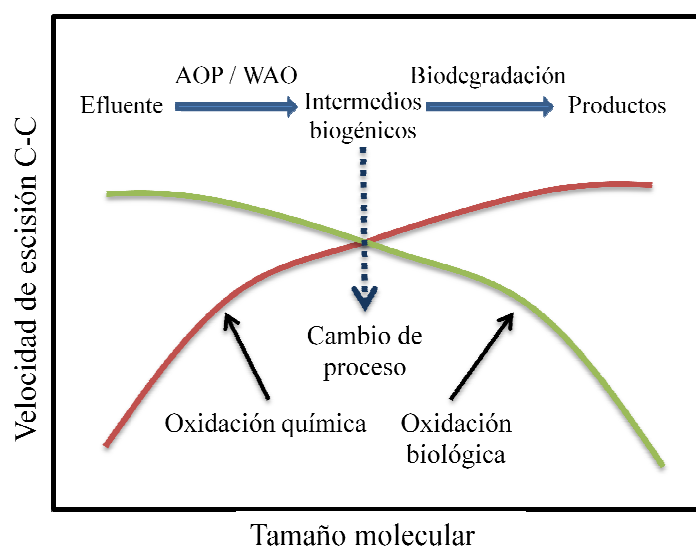 AOP / WAO
Biodegradación
Efluente
Intermedios
biogénicos
Productos
Velocidad de escisión C-C
Cambio de
proceso
Oxidación química
Oxidación
biológica
Tamaño molecular